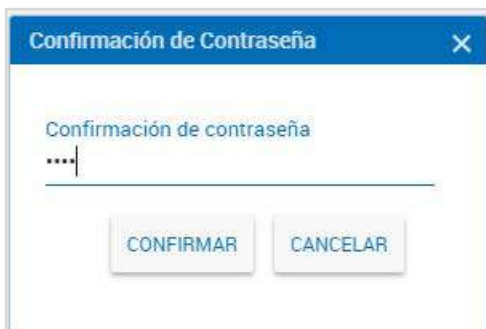 Confirmación de Contraseña ×
Confirmación de contraseña
••••
CONFIRMAR CANCELAR